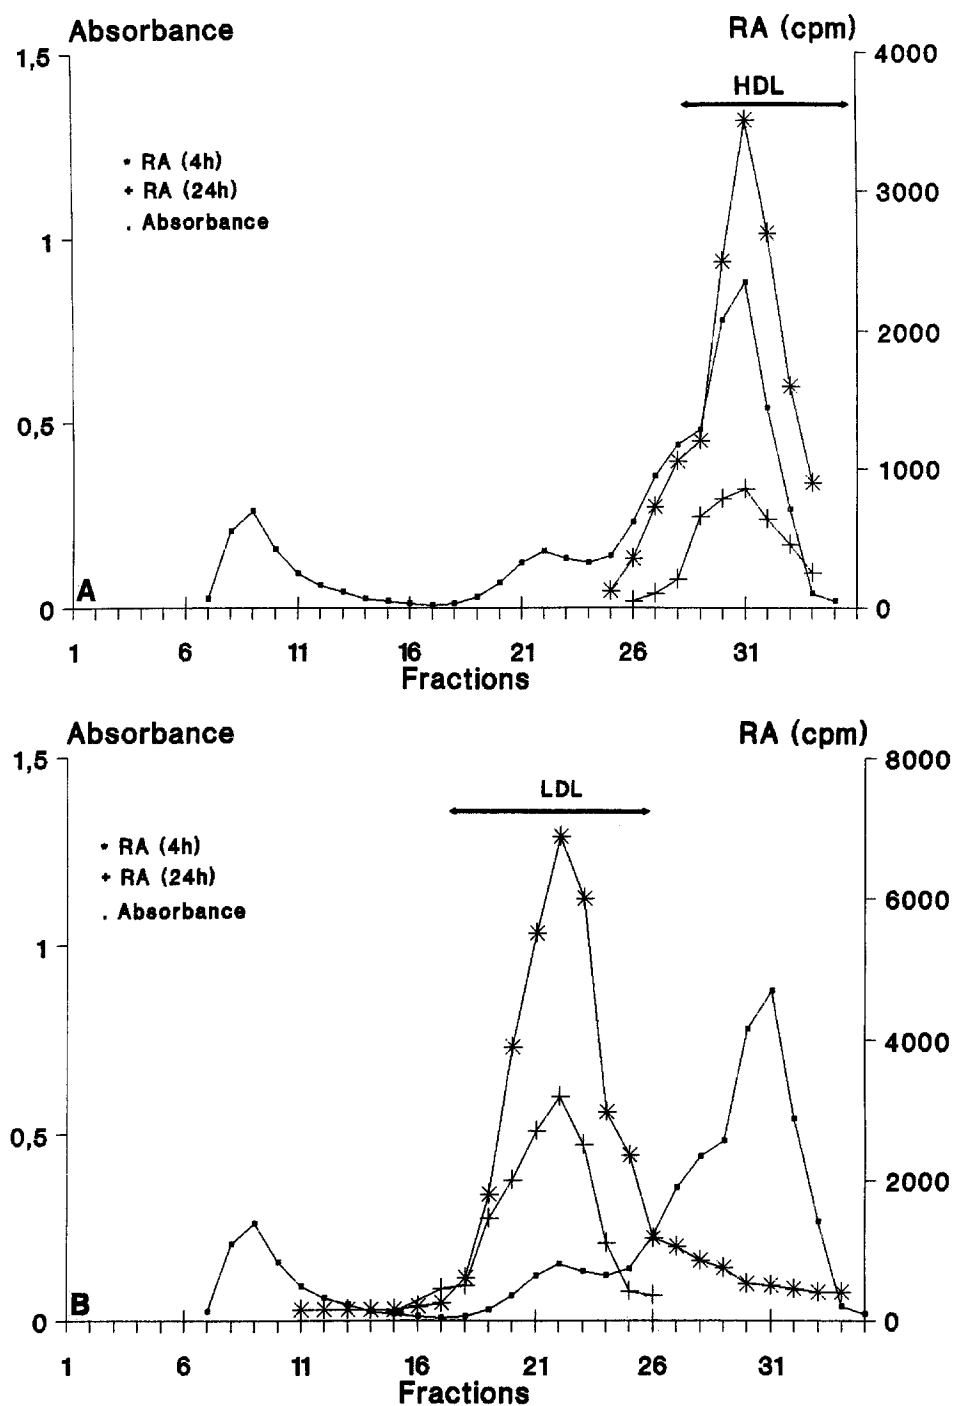 Absorbance RA (cpm)
1,5 4000
HDL
* RA (4h)
+ RA (24h) 3000
. Absorbance
1
2000
0,5
1000
A
0 0
1 6 11 16 21 26 31
Fractions
Absorbance RA (cpm)
1,5 8000
LDL
* RA (4h)
+ RA (24h)
6000
. Absorbance
1
4000
0,5
2000
B
0 0
1 6 11 16 21 26 31
Fractions